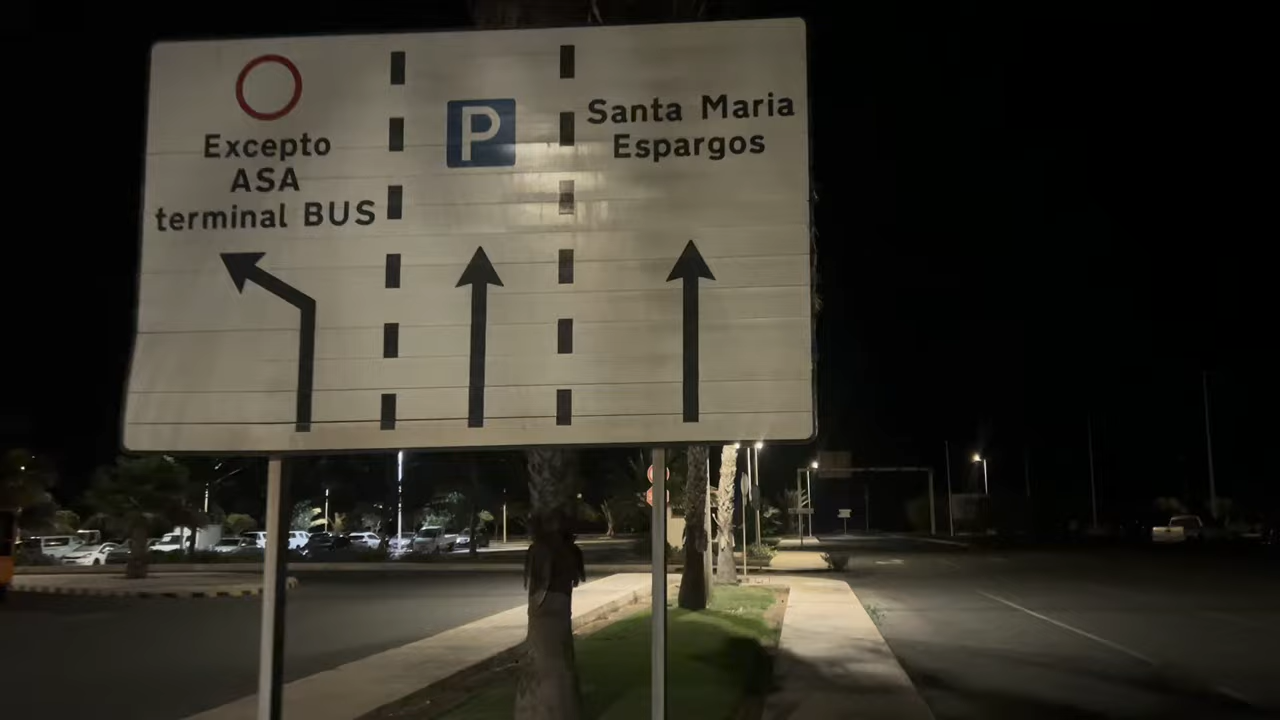 Excepto
ASA
terminal BUS
P
Santa Maria
Espargos